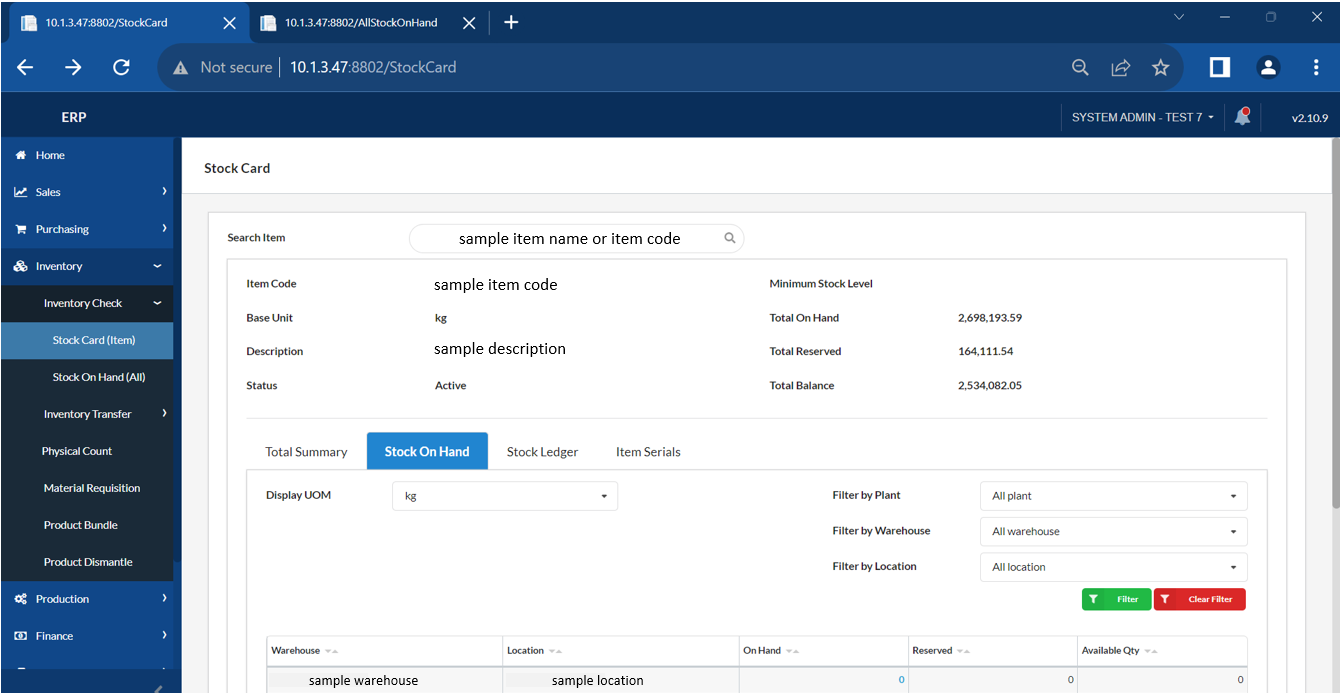 10.1.3.47:8802/StockCard 10.1.3.47:8802/AllStockOnHand
Not secure 10.1.3.47:8802/StockCard
ERP SYSTEM ADMIN - TEST 7 v2.10.9
Home
Sales
Purchasing
Inventory
Inventory Check
Stock Card (Item)
Stock On Hand (All)
Inventory Transfer
Physical Count
Material Requisition
Product Bundle
Product Dismantle
Production
Finance
Stock Card
Search Item sample item name or item code
Item Code sample item code Minimum Stock Level
Base Unit kg Total On Hand 2,698,193.59
Description sample description Total Reserved 164,111.54
Status Active Total Balance 2,534,082.05
Total Summary Stock On Hand Stock Ledger Item Serials
Display UOM kg Filter by Plant All plant
Filter by Warehouse All warehouse
Filter by Location All location
Filter Clear Filter
Warehouse Location On Hand Reserved Available Qty
sample warehouse sample location 0 0 0